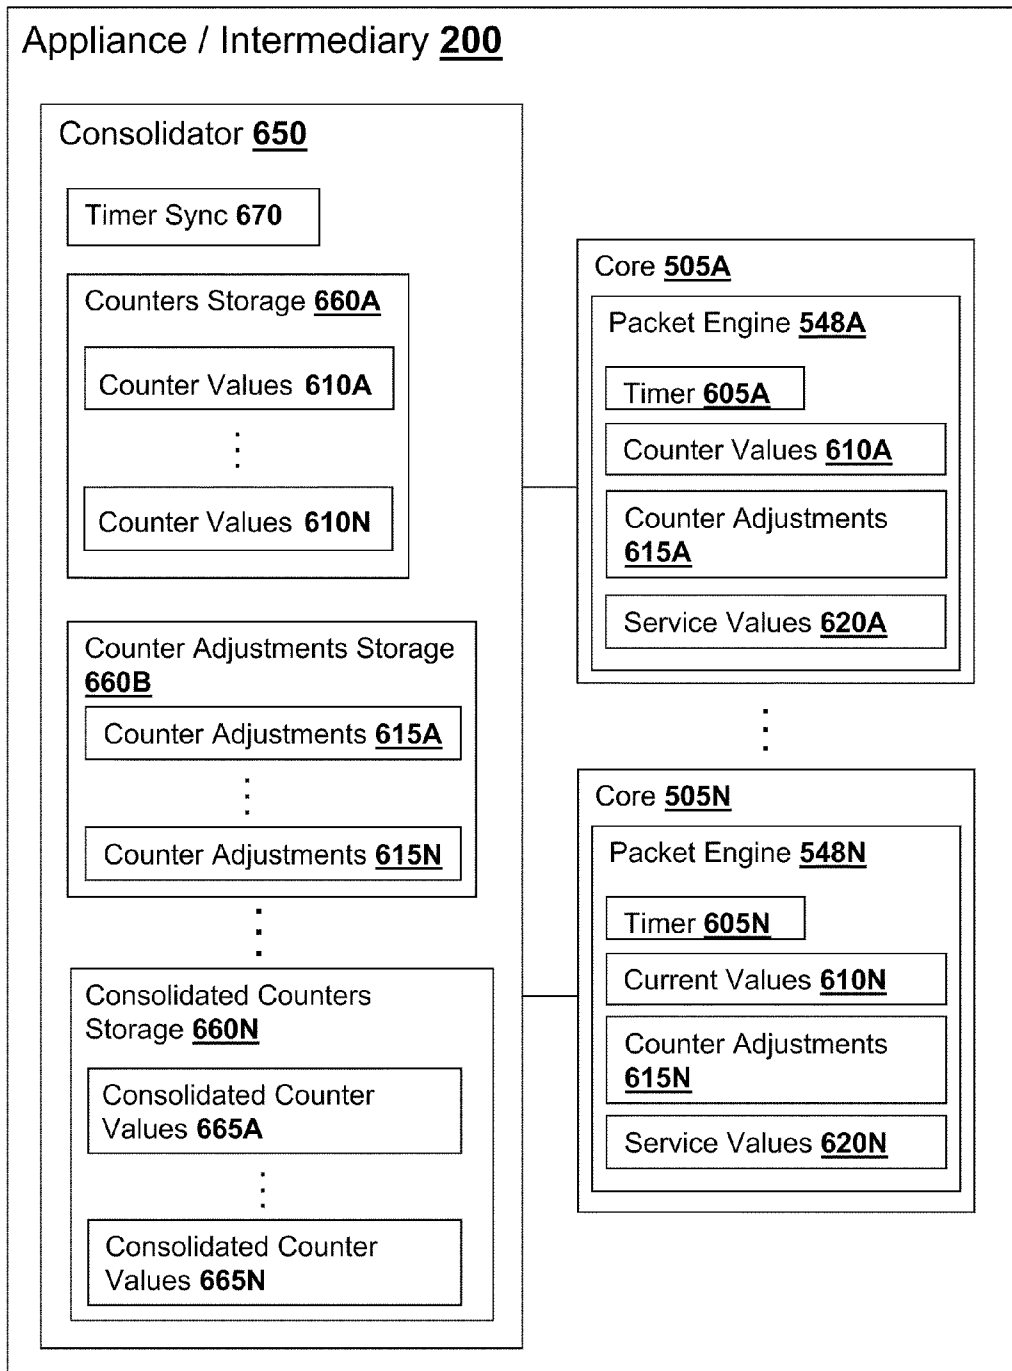 Appliance / Intermediary 200
Consolidator 650
Timer Sync 670
Counters Storage 660A
Counter Values 610A
Counter Values 610N
Counter Adjustments Storage
660B
Counter Adjustments 615A
Counter Adjustments 615N
Consolidated Counters
Storage 660N
Consolidated Counter
Values 665A
Consolidated Counter
Values 665N
Core 505A
Packet Engine 548A
Timer 605A
Counter Values 610A
Counter Adjustments
615A
Service Values 620A
Core 505N
Packet Engine 548N
Timer 605N
Current Values 610N
Counter Adjustments
615N
Service Values 620N